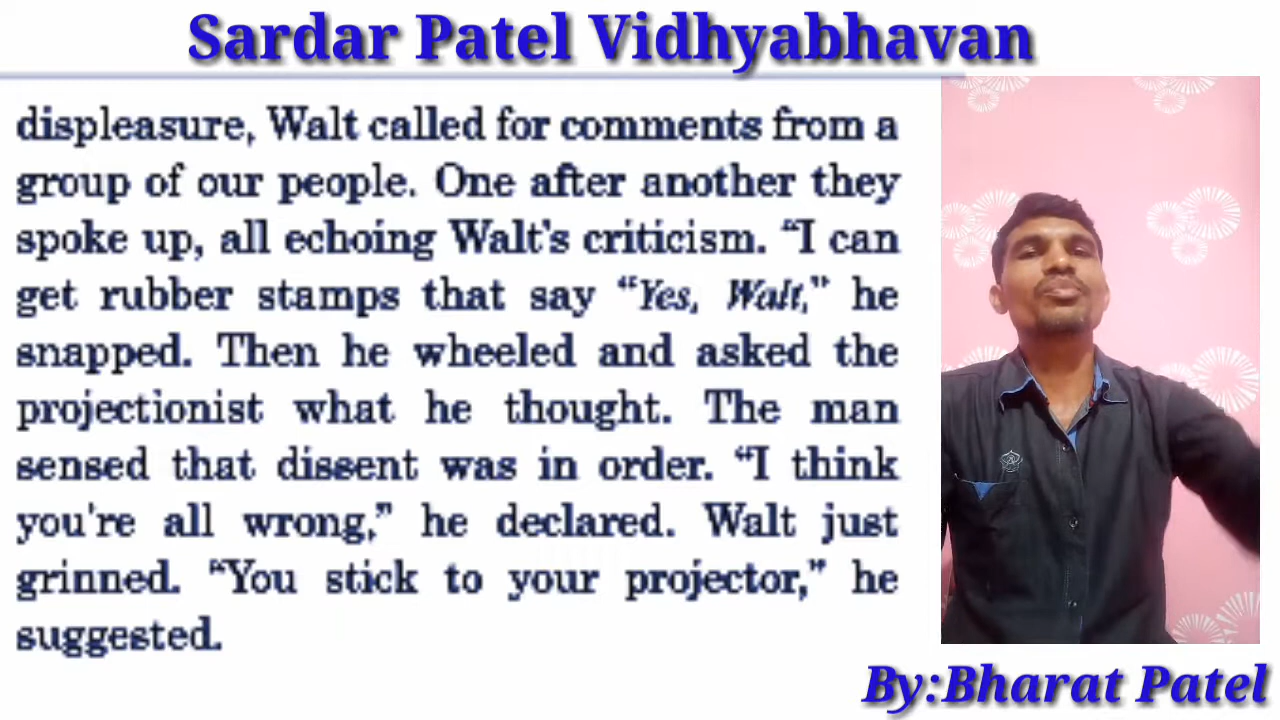 Sardar Patel Vidhyabhavan
displeasure, Walt called for comments from a
group of our people. One after another they
spoke up, all echoing Walt's criticism. “I can
get rubber stamps that say “Yes, Walt,” he
snapped. Then he wheeled and asked the
projectionist what he thought. The man
sensed that dissent was in order. “I think
you're all wrong,” he declared. Walt just
grinned. “You stick to your projector,” he
suggested.
By:Bharat Patel